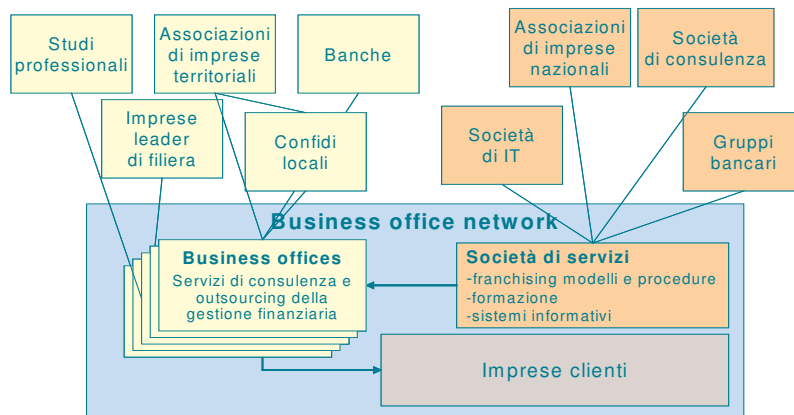 Studi
professionali
Associazioni
di imprese
territoriali
Banche
Associazioni
di imprese
nazionali
Società
di consulenza
Imprese
leader
di filiera
Confidi
locali
Società
di IT
Gruppi
bancari
Business office network
Business offices
Servizi di consulenza e
outsourcing della
gestione finanziaria
Società di servizi
-franchising modelli e procedure
-formazione
-sistemi informativi
Imprese clienti